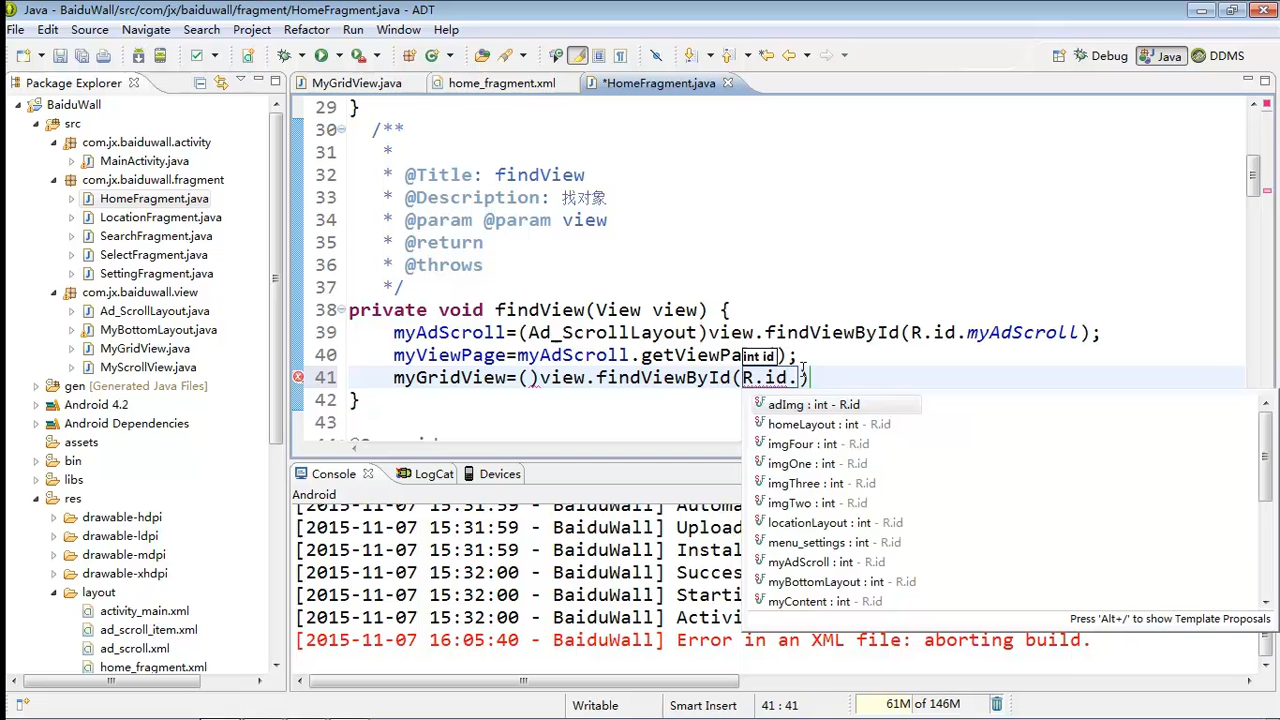 Java - BaiduWall/src/com/jx/baiduwall/fragment/HomeFragment.java - ADT
File Edit Source Navigate Search Project Refactor Run Window Help
Debug Java DDMS
Package Explorer
MyGridView.java home_fragment.xml *HomeFragment.java
BaiduWall
src
com.jx.baiduwall.activity
MainActivity.java
com.jx.baiduwall.fragment
HomeFragment.java
LocationFragment.java
SearchFragment.java
SelectFragment.java
SettingFragment.java
com.jx.baiduwall.view
Ad_ScrollLayout.java
MyBottomLayout.java
MyGridView.java
MyScrollView.java
gen [Generated Java Files]
Android 4.2
Android Dependencies
assets
bin
libs
res
drawable-hdpi
drawable-ldpi
drawable-mdpi
drawable-xhdpi
layout
activity_main.xml
ad_scroll_item.xml
ad_scroll.xml
home_fragment.xml
29 }
30 /**
31 *
32 * @Title: findView
33 * @Description: 找对象
34 * @param @param view
35 * @return
36 * @throws
37 */
38 private void findView(View view) {
39 myAdScroll=(Ad_ScrollLayout)view.findViewById(R.id.myAdScroll);
40 myViewPage=myAdScroll.getViewPa int id );
41 myGridView=()view.findViewById(R.id.)
42 }
43
adImg : int - R.id
homeLayout : int - R.id
imgFour : int - R.id
imgOne : int - R.id
imgThree : int - R.id
imgTwo : int - R.id
locationLayout : int - R.id
menu_settings : int - R.id
myAdScroll : int - R.id
myBottomLayout : int - R.id
myContent : int - R.id
Press 'Alt+/' to show Template Proposals
Console LogCat Devices
Android
[2015-11-07 15:31:59 - BaiduWall] Automa
[2015-11-07 15:31:59 - BaiduWall] Upload
[2015-11-07 15:31:59 - BaiduWall] Instal
[2015-11-07 15:32:00 - BaiduWall] Succes
[2015-11-07 15:32:00 - BaiduWall] Starti
[2015-11-07 15:32:00 - BaiduWall] Activi
[2015-11-07 16:05:40 - BaiduWall] Error in an XML file: aborting build.
Writable Smart Insert 41 : 41 61M of 146M